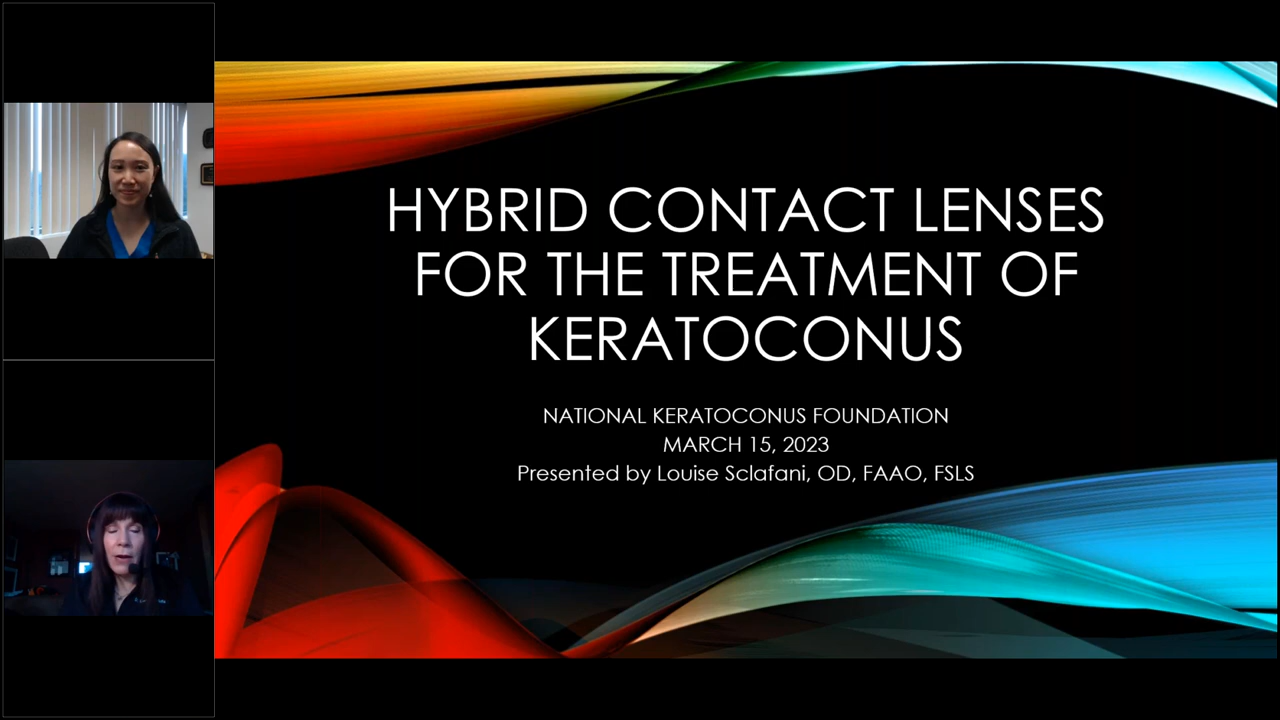 HYBRID CONTACT LENSES
FOR THE TREATMENT OF
KERATOCONUS
NATIONAL KERATOCONUS FOUNDATION
MARCH 15, 2023
Presented by Louise Sclafani, OD, FAAO, FSLS